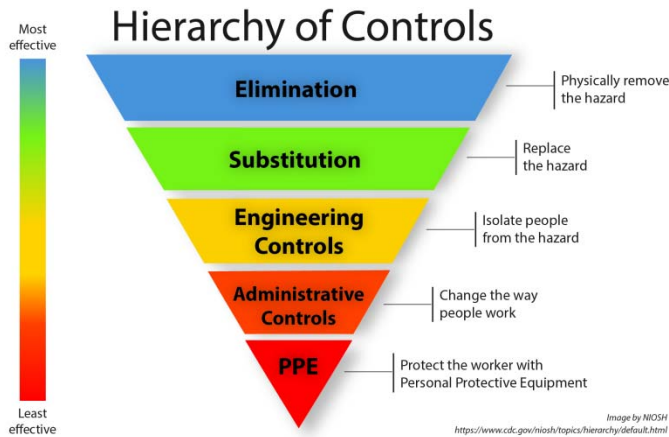 Hierarchy of Controls
Most
effective
Elimination
Physically remove
the hazard
Substitution
Replace
the hazard
Engineering
Controls
Isolate people
from the hazard
Administrative
Controls
Change the way
people work
PPE
Protect the worker with
Personal Protective Equipment
Least
effective
Image by NIOSH
https://www.cdc.gov/niosh/topics/hierarchy/default.html